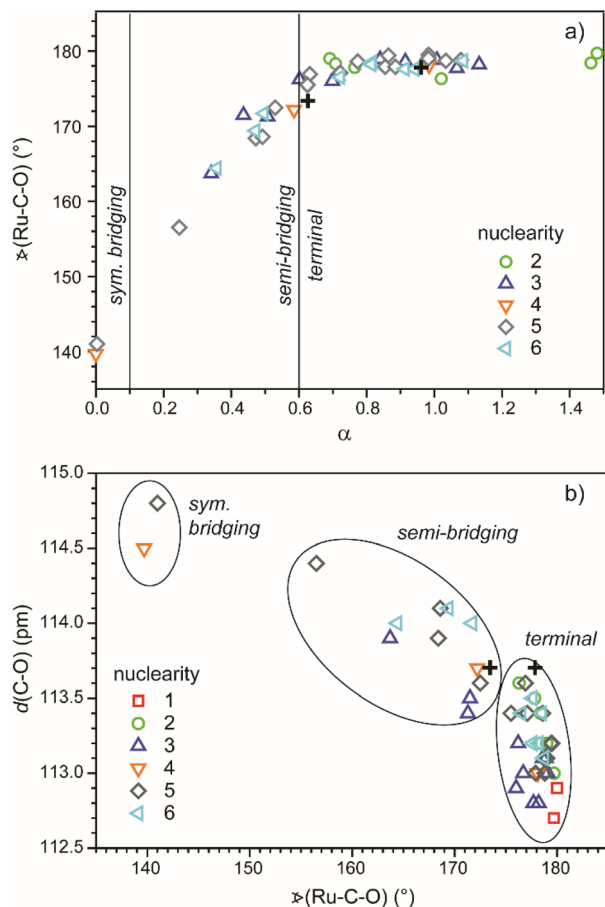 a)
180
170
160
150
140
∡(Ru-C-O) (°)
sym. bridging
semi-bridging
terminal
nuclearity
2
3
4
5
6
0.0 0.2 0.4 0.6 0.8 1.0 1.2 1.4
α
b)
115.0
114.5
114.0
113.5
113.0
112.5
d(C-O) (pm)
sym.
bridging
semi-bridging
terminal
nuclearity
1
2
3
4
5
6
140 150 160 170 180
∡(Ru-C-O) (°)